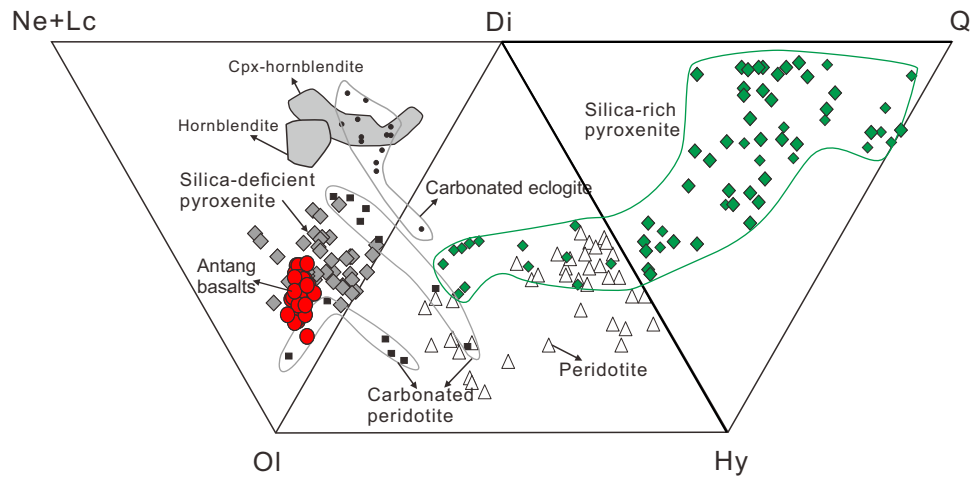 Ne+Lc
Di
Q
Cpx-hornblendite
Hornblendite
Silica-rich
pyroxenite
Silica-deficient
pyroxenite
Carbonated eclogite
Antang
basalts
Peridotite
Carbonated
peridotite
Ol
Hy